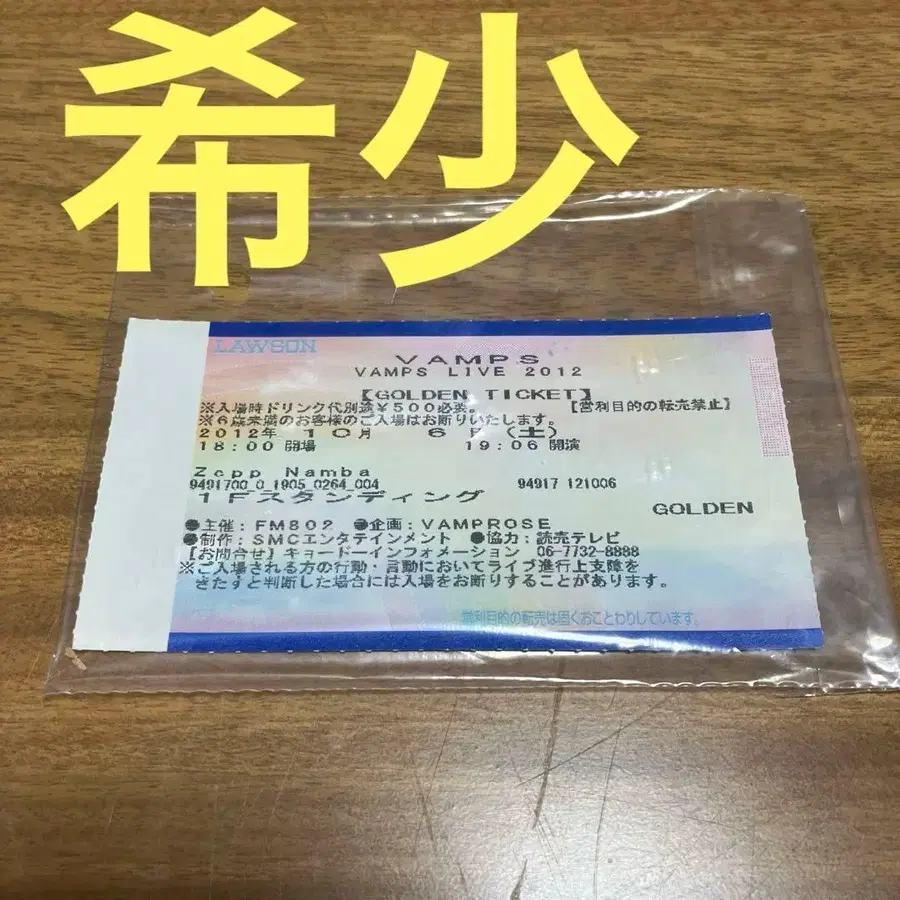 希少
LAWSON
VAMPS
VAMPS LIVE 2012
【GOLDEN TICKET】
※入場時ドリンク代別途¥500必要。 【営利目的の転売禁止】
※6歳未満のお客様のご入場はお断りいたします。
2012年 10月 6日(土)
18:00 開場 19:06 開演
Zepp Namba
9491700 0 1905 0264 004 94917 121006
1Fスタンディング
GOLDEN
●主催:FM802 ●企画:VAMPROSE
●制作:SMCエンタテインメント ●協力:読売テレビ
【お問合せ】キョードーインフォメーション 06-7732-8888
※ご入場される方の行動・言動においてライブ進行上支障を
きたすと判断した場合には入場をお断りすることがあります。
営利目的の転売は固くおことわりしています。